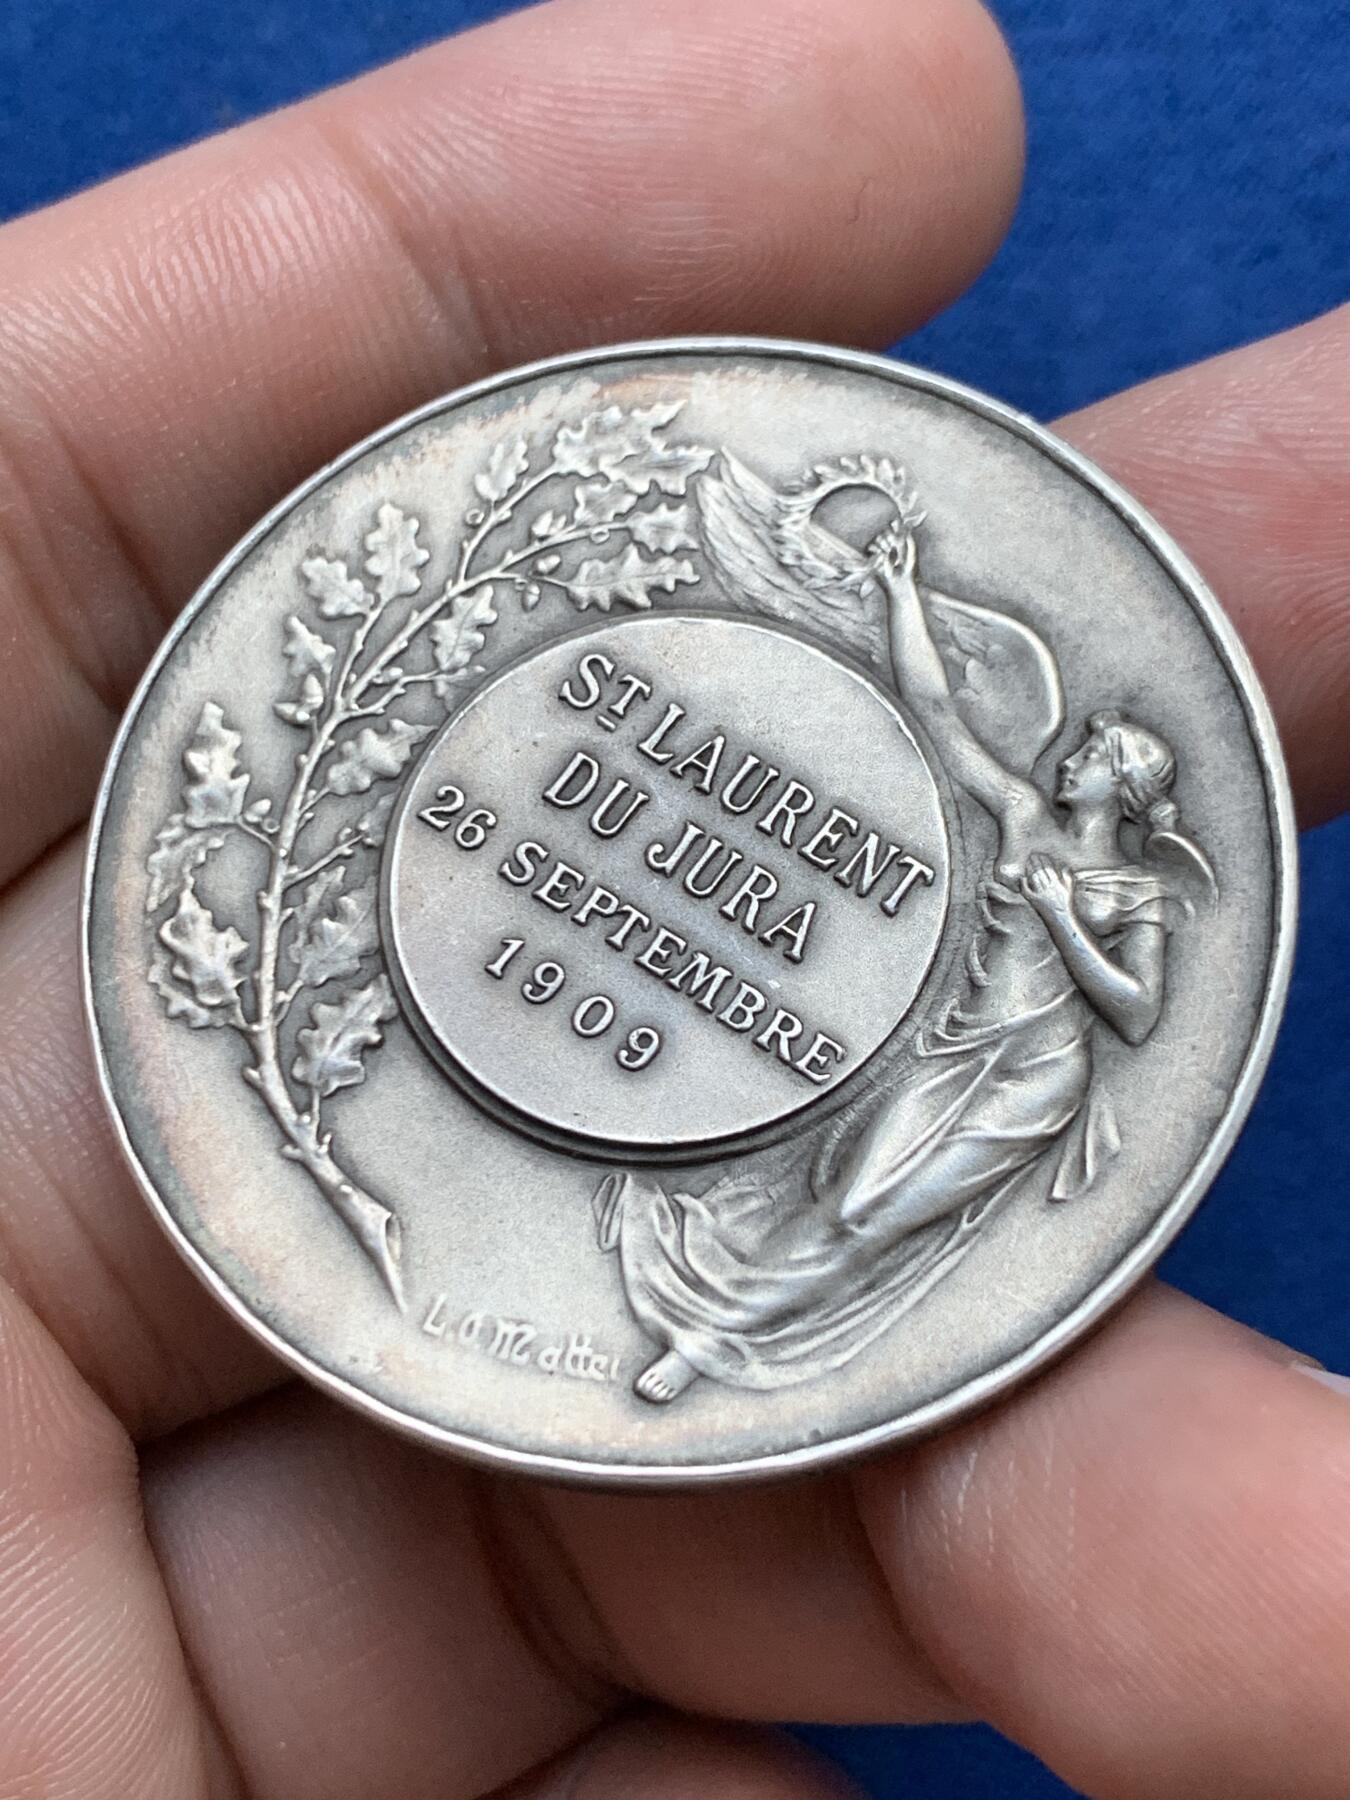 ST LAURENT
DU JURA
26 SEPTEMBRE
1909
L.O Mattei